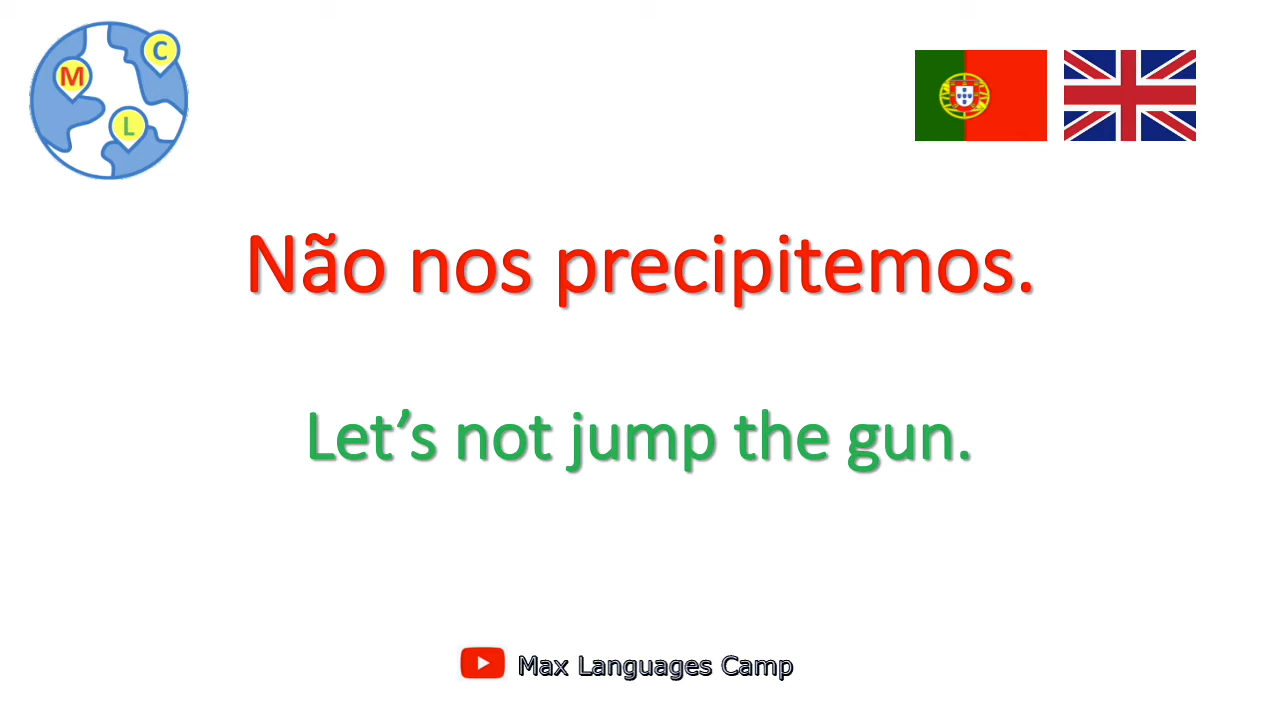 M
C
L
Não nos precipitemos.
Let’s not jump the gun.
Max Languages Camp